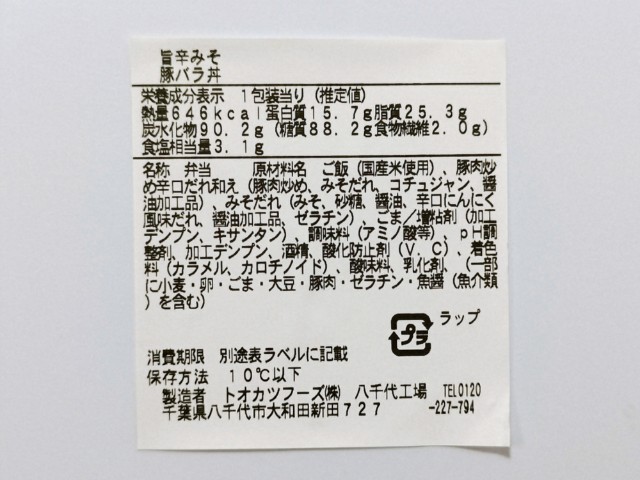 旨辛みそ
豚バラ丼
栄養成分表示 1包装当り(推定値)
熱量646kcal蛋白質15.7g脂質25.3g
炭水化物90.2g(糖質88.2g食物繊維2.0g)
食塩相当量3.1g
名称 弁当 原材料名 ご飯(国産米使用)、豚肉炒
め辛口だれ和え(豚肉炒め、みそだれ、コチュジャン、醤
油加工品)、みそだれ(みそ、砂糖、醤油、辛口にんにく
風味だれ、醤油加工品、ゼラチン)、ごま/増粘剤(加工
デンプン、キサンタン)、調味料(アミノ酸等)、pH調
整剤、加工デンプン、酒精、酸化防止剤(V.C)、着色
料(カラメル、カロチノイド)、酸味料、乳化剤、(一部
に小麦・卵・ごま・大豆・豚肉・ゼラチン・魚醤(魚介類
)を含む)
プラ ラップ
消費期限 別途表ラベルに記載
保存方法 10℃以下
製造者 トオカツフーズ㈱ 八千代工場 TEL0120
千葉県八千代市大和田新田727 -227-794